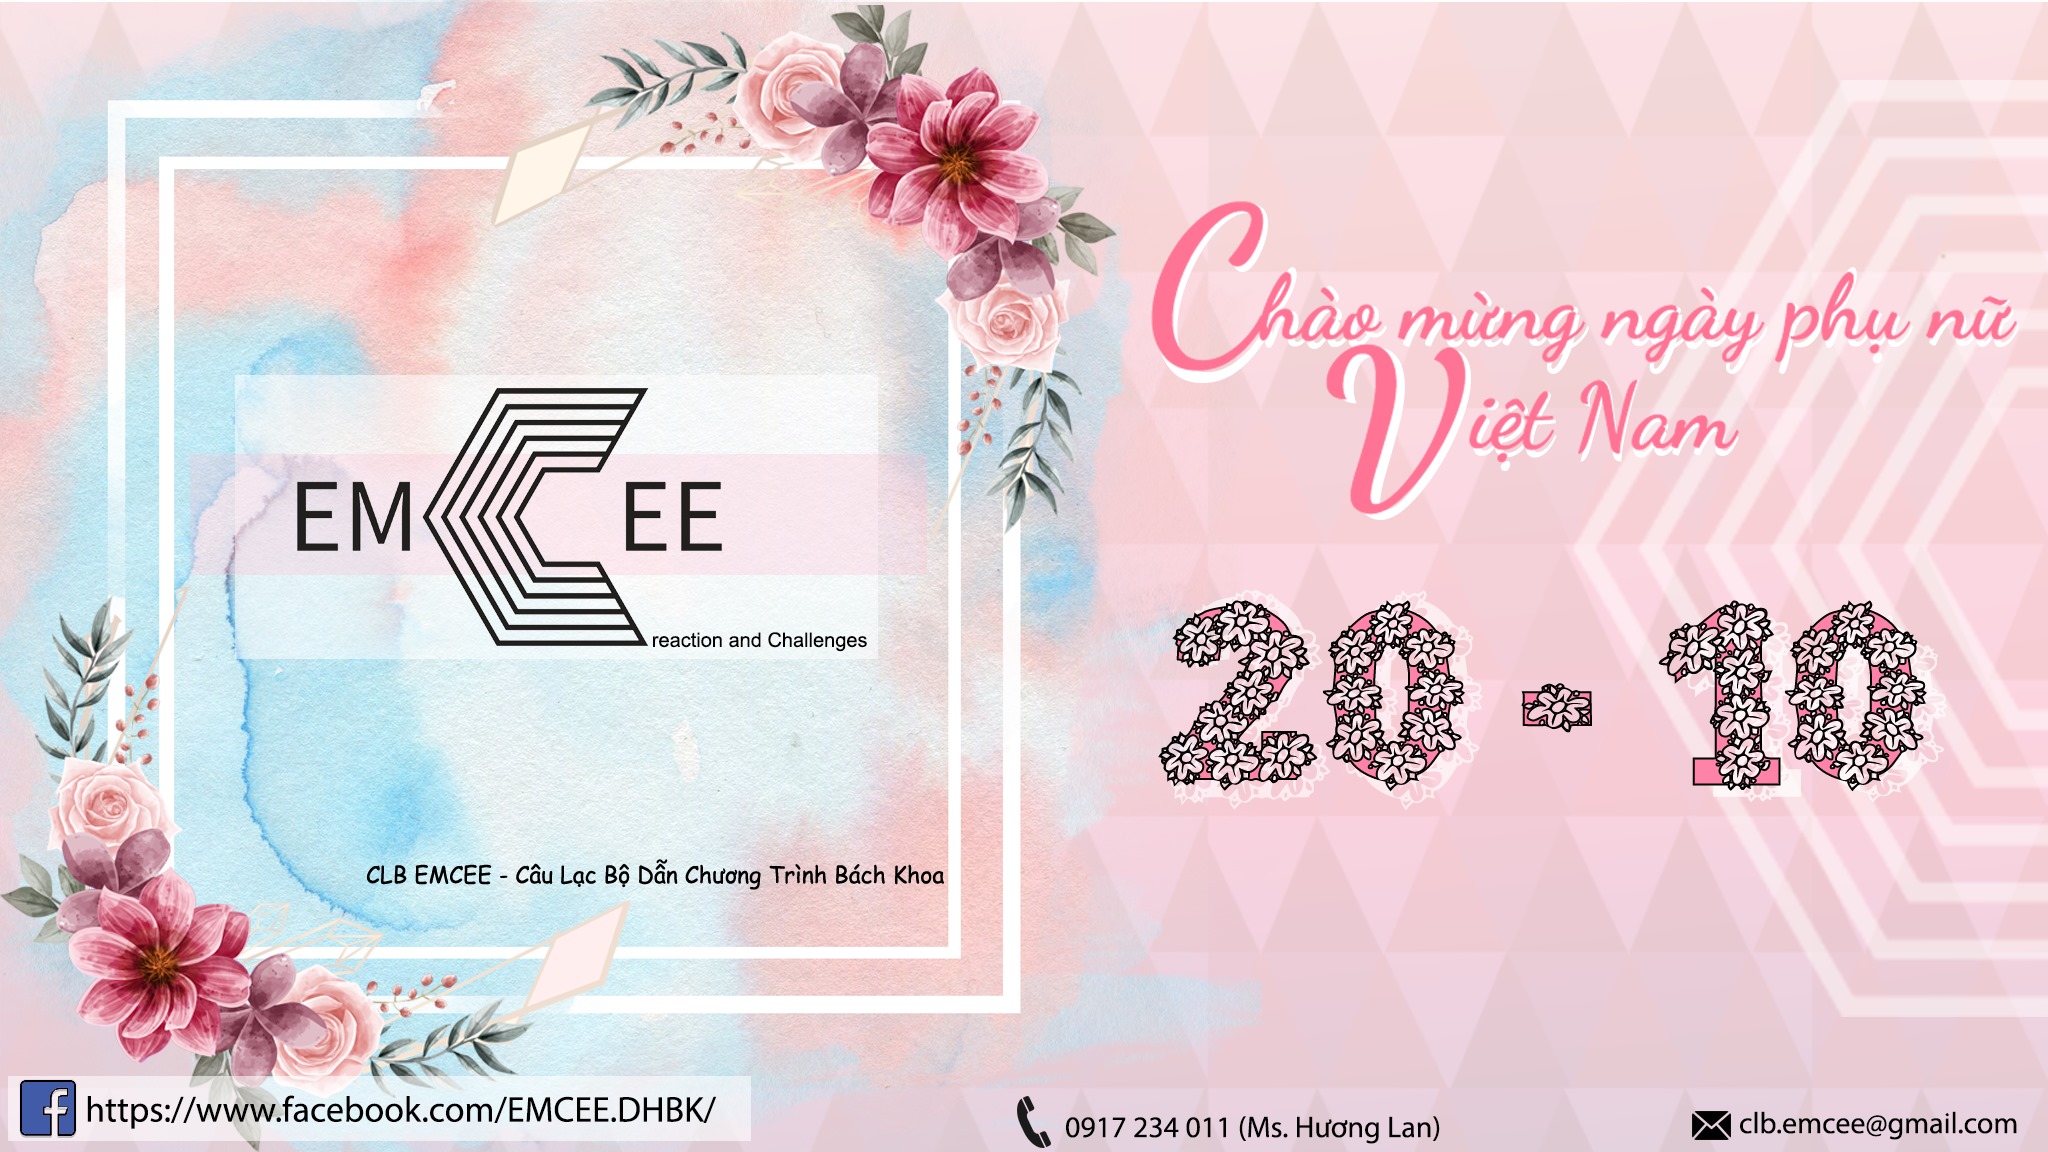 EMCEE
reaction and Challenges
CLB EMCEE - Câu Lạc Bộ Dẫn Chương Trình Bách Khoa
Chào mừng ngày phụ nữ
Việt Nam
20 - 10
https://www.facebook.com/EMCEE.DHBK/
0917 234 011 (Ms. Hương Lan)
clb.emcee@gmail.com